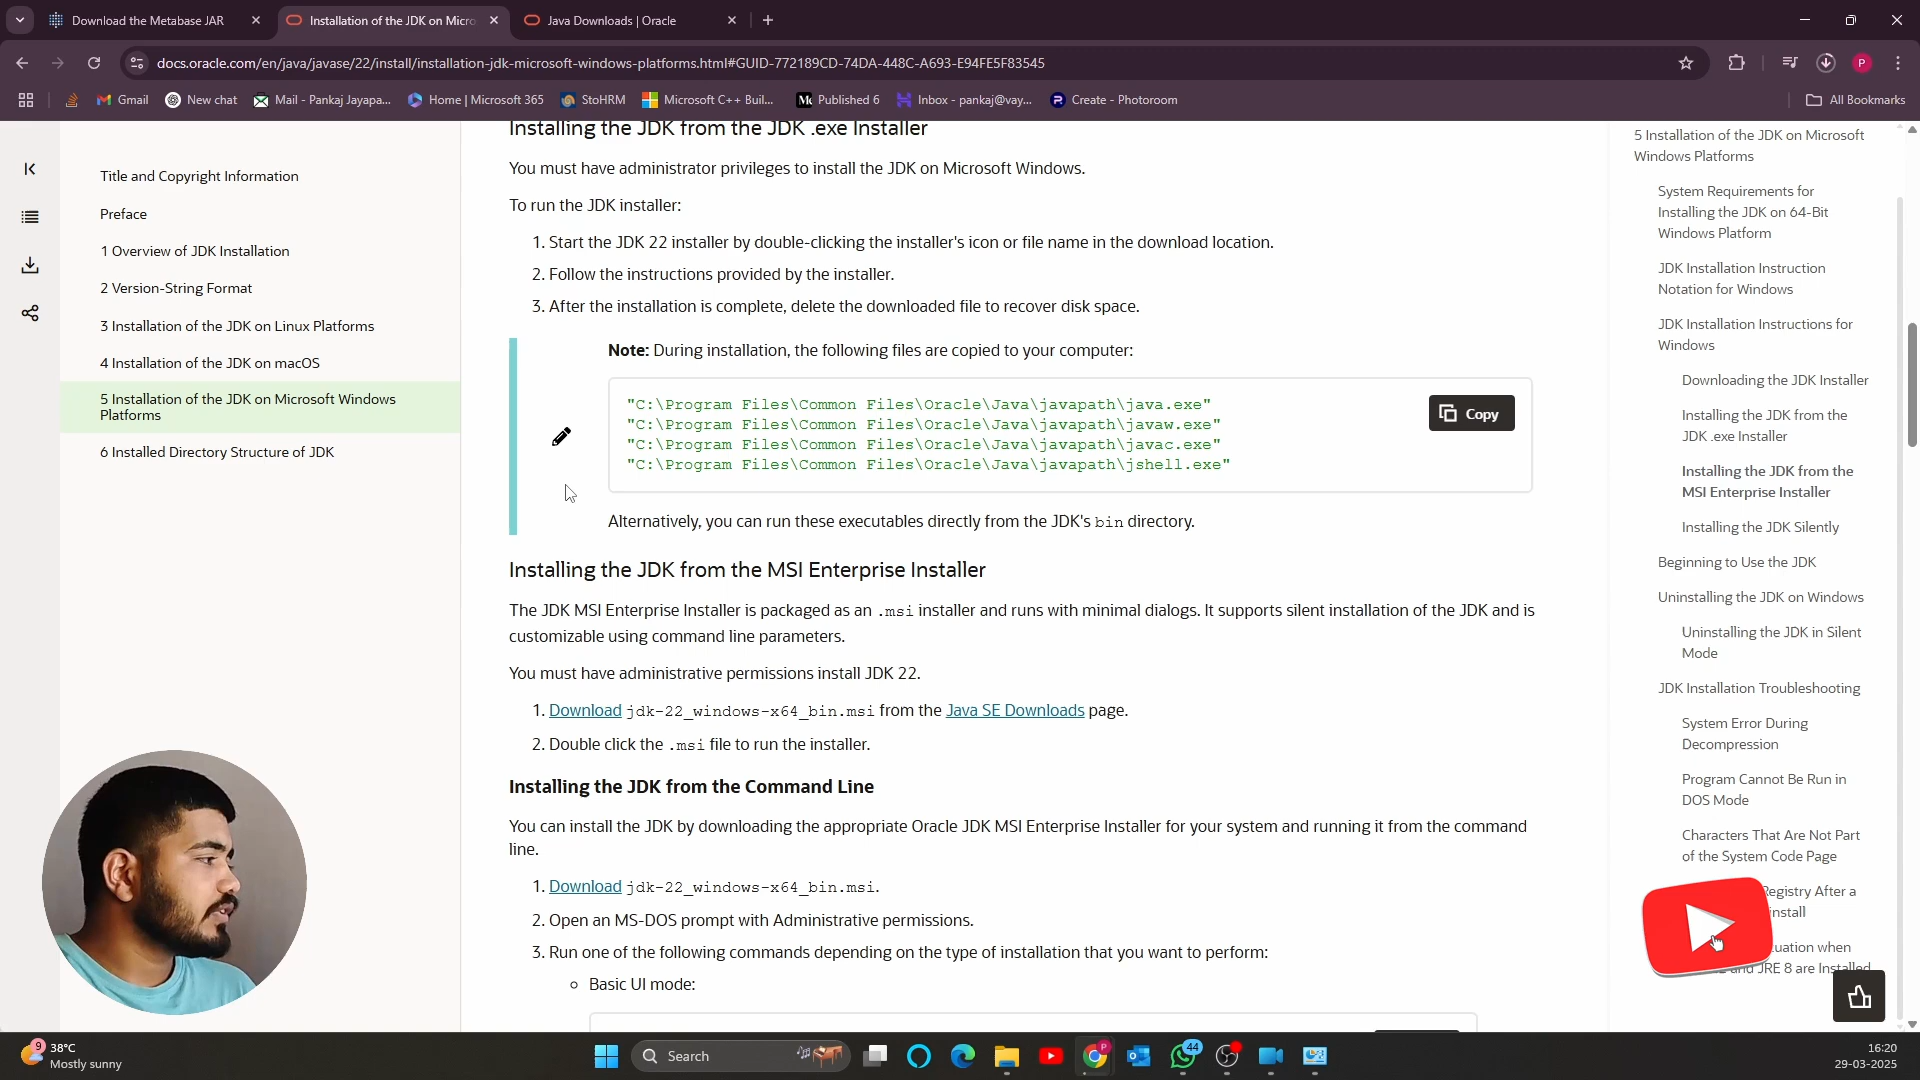 Download the Metabase JAR
Installation of the JDK on Micro
Java Downloads | Oracle
docs.oracle.com/en/java/javase/22/install/installation-jdk-microsoft-windows-platforms.html#GUID-772189CD-74DA-448C-A693-E94FE5F83545
P
Gmail
New chat
Mail - Pankaj Jayapa...
Home | Microsoft 365
StoHRM
Microsoft C++ Buil...
Published 6
Inbox - pankaj@vay...
Create - Photoroom
All Bookmarks
Title and Copyright Information
Preface
1 Overview of JDK Installation
2 Version-String Format
3 Installation of the JDK on Linux Platforms
4 Installation of the JDK on macOS
5 Installation of the JDK on Microsoft Windows
Platforms
6 Installed Directory Structure of JDK
Installing the JDK from the JDK .exe Installer
You must have administrator privileges to install the JDK on Microsoft Windows.
To run the JDK installer:
1. Start the JDK 22 installer by double-clicking the installer's icon or file name in the download location.
2. Follow the instructions provided by the installer.
3. After the installation is complete, delete the downloaded file to recover disk space.
Note: During installation, the following files are copied to your computer:
"C:\Program Files\Common Files\Oracle\Java\javapath\java.exe"
"C:\Program Files\Common Files\Oracle\Java\javapath\javaw.exe"
"C:\Program Files\Common Files\Oracle\Java\javapath\javac.exe"
"C:\Program Files\Common Files\Oracle\Java\javapath\jshell.exe"
Copy
Alternatively, you can run these executables directly from the JDK's bin directory.
Installing the JDK from the MSI Enterprise Installer
The JDK MSI Enterprise Installer is packaged as an .msi installer and runs with minimal dialogs. It supports silent installation of the JDK and is
customizable using command line parameters.
You must have administrative permissions install JDK 22.
1. Download jdk-22_windows-x64_bin.msi from the Java SE Downloads page.
2. Double click the .msi file to run the installer.
Installing the JDK from the Command Line
You can install the JDK by downloading the appropriate Oracle JDK MSI Enterprise Installer for your system and running it from the command
line.
1. Download jdk-22_windows-x64_bin.msi.
2. Open an MS-DOS prompt with Administrative permissions.
3. Run one of the following commands depending on the type of installation that you want to perform:
Basic UI mode:
5 Installation of the JDK on Microsoft
Windows Platforms
System Requirements for
Installing the JDK on 64-Bit
Windows Platform
JDK Installation Instruction
Notation for Windows
JDK Installation Instructions for
Windows
Downloading the JDK Installer
Installing the JDK from the
JDK .exe Installer
Installing the JDK from the
MSI Enterprise Installer
Installing the JDK Silently
Beginning to Use the JDK
Uninstalling the JDK on Windows
Uninstalling the JDK in Silent
Mode
JDK Installation Troubleshooting
System Error During
Decompression
Program Cannot Be Run in
DOS Mode
Characters That Are Not Part
of the System Code Page
Registry After a
and JRE 8 are Installed
when
9
38°C
Mostly sunny
Search
P
44
16:20
29-03-2025